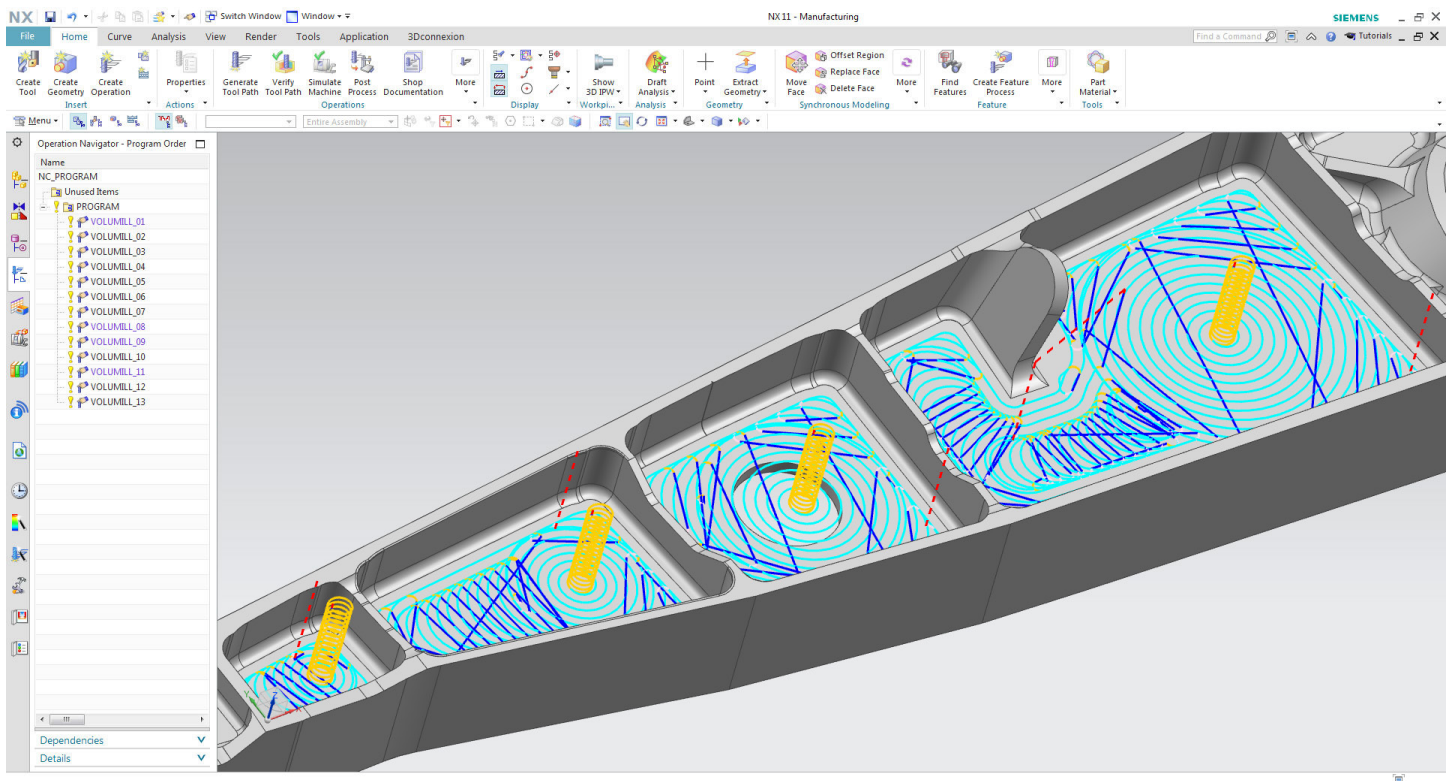 NX Switch Window Window NX 11 - Manufacturing SIEMENS
File Home Curve Analysis View Render Tools Application 3Dconnexion Find a Command Tutorials
Create Tool
Create Geometry
Create Operation
Insert
Properties
Actions
Generate Tool Path
Verify Tool Path
Simulate Machine
Post Process
Shop Documentation
More
Operations
Display
Show 3D IPW
Workpi...
Draft Analysis
Analysis
Point
Extract Geometry
Geometry
Move Face
Offset Region
Replace Face
Delete Face
More
Synchronous Modeling
Find Features
Create Feature Process
More
Feature
Part Material
Tools
Menu Entire Assembly
Operation Navigator - Program Order
Name
NC_PROGRAM
Unused Items
PROGRAM
VOLUMILL_01
VOLUMILL_02
VOLUMILL_03
VOLUMILL_04
VOLUMILL_05
VOLUMILL_06
VOLUMILL_07
VOLUMILL_08
VOLUMILL_09
VOLUMILL_10
VOLUMILL_11
VOLUMILL_12
VOLUMILL_13
Dependencies
Details
Y Z X